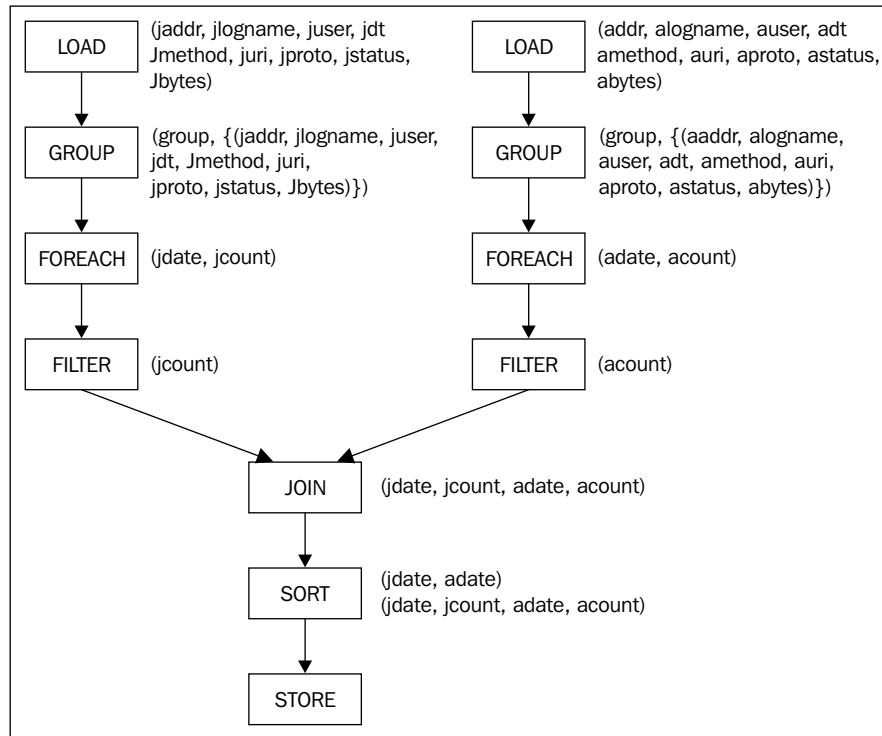 LOAD
(jaddr, jlogname, juser, jdt
Jmethod, juri, jproto, jstatus,
Jbytes)
LOAD
(addr, alogname, auser, adt
amethod, auri, aproto, astatus,
abytes)
GROUP
(group, {(jaddr, jlogname, juser,
jdt, Jmethod, juri,
jproto, jstatus, Jbytes)})
GROUP
(group, {(aaddr, alogname,
auser, adt, amethod, auri,
aproto, astatus, abytes)})
FOREACH
(jdate, jcount)
FOREACH
(adate, acount)
FILTER
(jcount)
FILTER
(acount)
JOIN
(jdate, jcount, adate, acount)
SORT
(jdate, adate)
(jdate, jcount, adate, acount)
STORE